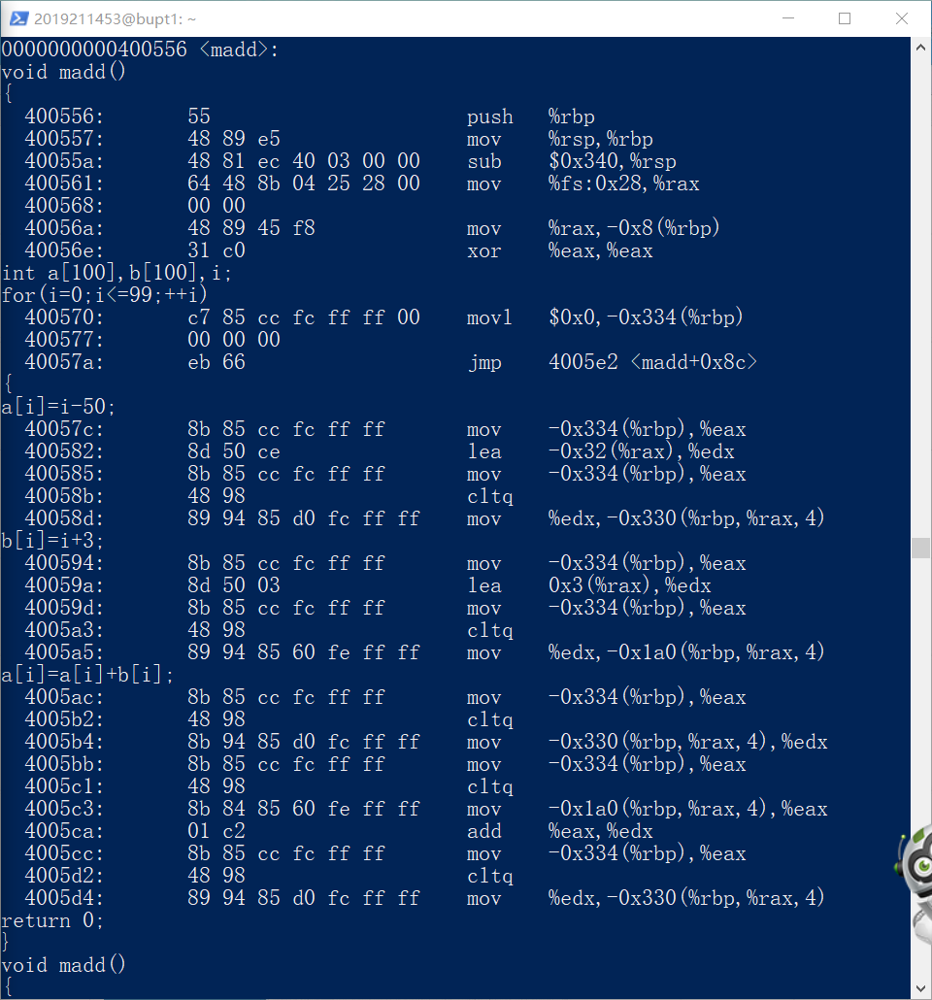 2019211453@bupt1: ~
0000000000400556 <madd>:
void madd()
{
  400556:       55                      push   %rbp
  400557:       48 89 e5                mov    %rsp,%rbp
  40055a:       48 81 ec 40 03 00 00    sub    $0x340,%rsp
  400561:       64 48 8b 04 25 28 00    mov    %fs:0x28,%rax
  400568:       00 00
  40056a:       48 89 45 f8             mov    %rax,-0x8(%rbp)
  40056e:       31 c0                   xor    %eax,%eax
int a[100],b[100],i;
for(i=0;i<=99;++i)
  400570:       c7 85 cc fc ff ff 00    movl   $0x0,-0x334(%rbp)
  400577:       00 00 00
  40057a:       eb 66                   jmp    4005e2 <madd+0x8c>
{
a[i]=i-50;
  40057c:       8b 85 cc fc ff ff       mov    -0x334(%rbp),%eax
  400582:       8d 50 ce                lea    -0x32(%rax),%edx
  400585:       8b 85 cc fc ff ff       mov    -0x334(%rbp),%eax
  40058b:       48 98                   cltq
  40058d:       89 94 85 d0 fc ff ff    mov    %edx,-0x330(%rbp,%rax,4)
b[i]=i+3;
  400594:       8b 85 cc fc ff ff       mov    -0x334(%rbp),%eax
  40059a:       8d 50 03                lea    0x3(%rax),%edx
  40059d:       8b 85 cc fc ff ff       mov    -0x334(%rbp),%eax
  4005a3:       48 98                   cltq
  4005a5:       89 94 85 60 fe ff ff    mov    %edx,-0x1a0(%rbp,%rax,4)
a[i]=a[i]+b[i];
  4005ac:       8b 85 cc fc ff ff       mov    -0x334(%rbp),%eax
  4005b2:       48 98                   cltq
  4005b4:       8b 94 85 d0 fc ff ff    mov    -0x330(%rbp,%rax,4),%edx
  4005bb:       8b 85 cc fc ff ff       mov    -0x334(%rbp),%eax
  4005c1:       48 98                   cltq
  4005c3:       8b 84 85 60 fe ff ff    mov    -0x1a0(%rbp,%rax,4),%eax
  4005ca:       01 c2                   add    %eax,%edx
  4005cc:       8b 85 cc fc ff ff       mov    -0x334(%rbp),%eax
  4005d2:       48 98                   cltq
  4005d4:       89 94 85 d0 fc ff ff    mov    %edx,-0x330(%rbp,%rax,4)
return 0;
}
void madd()
{